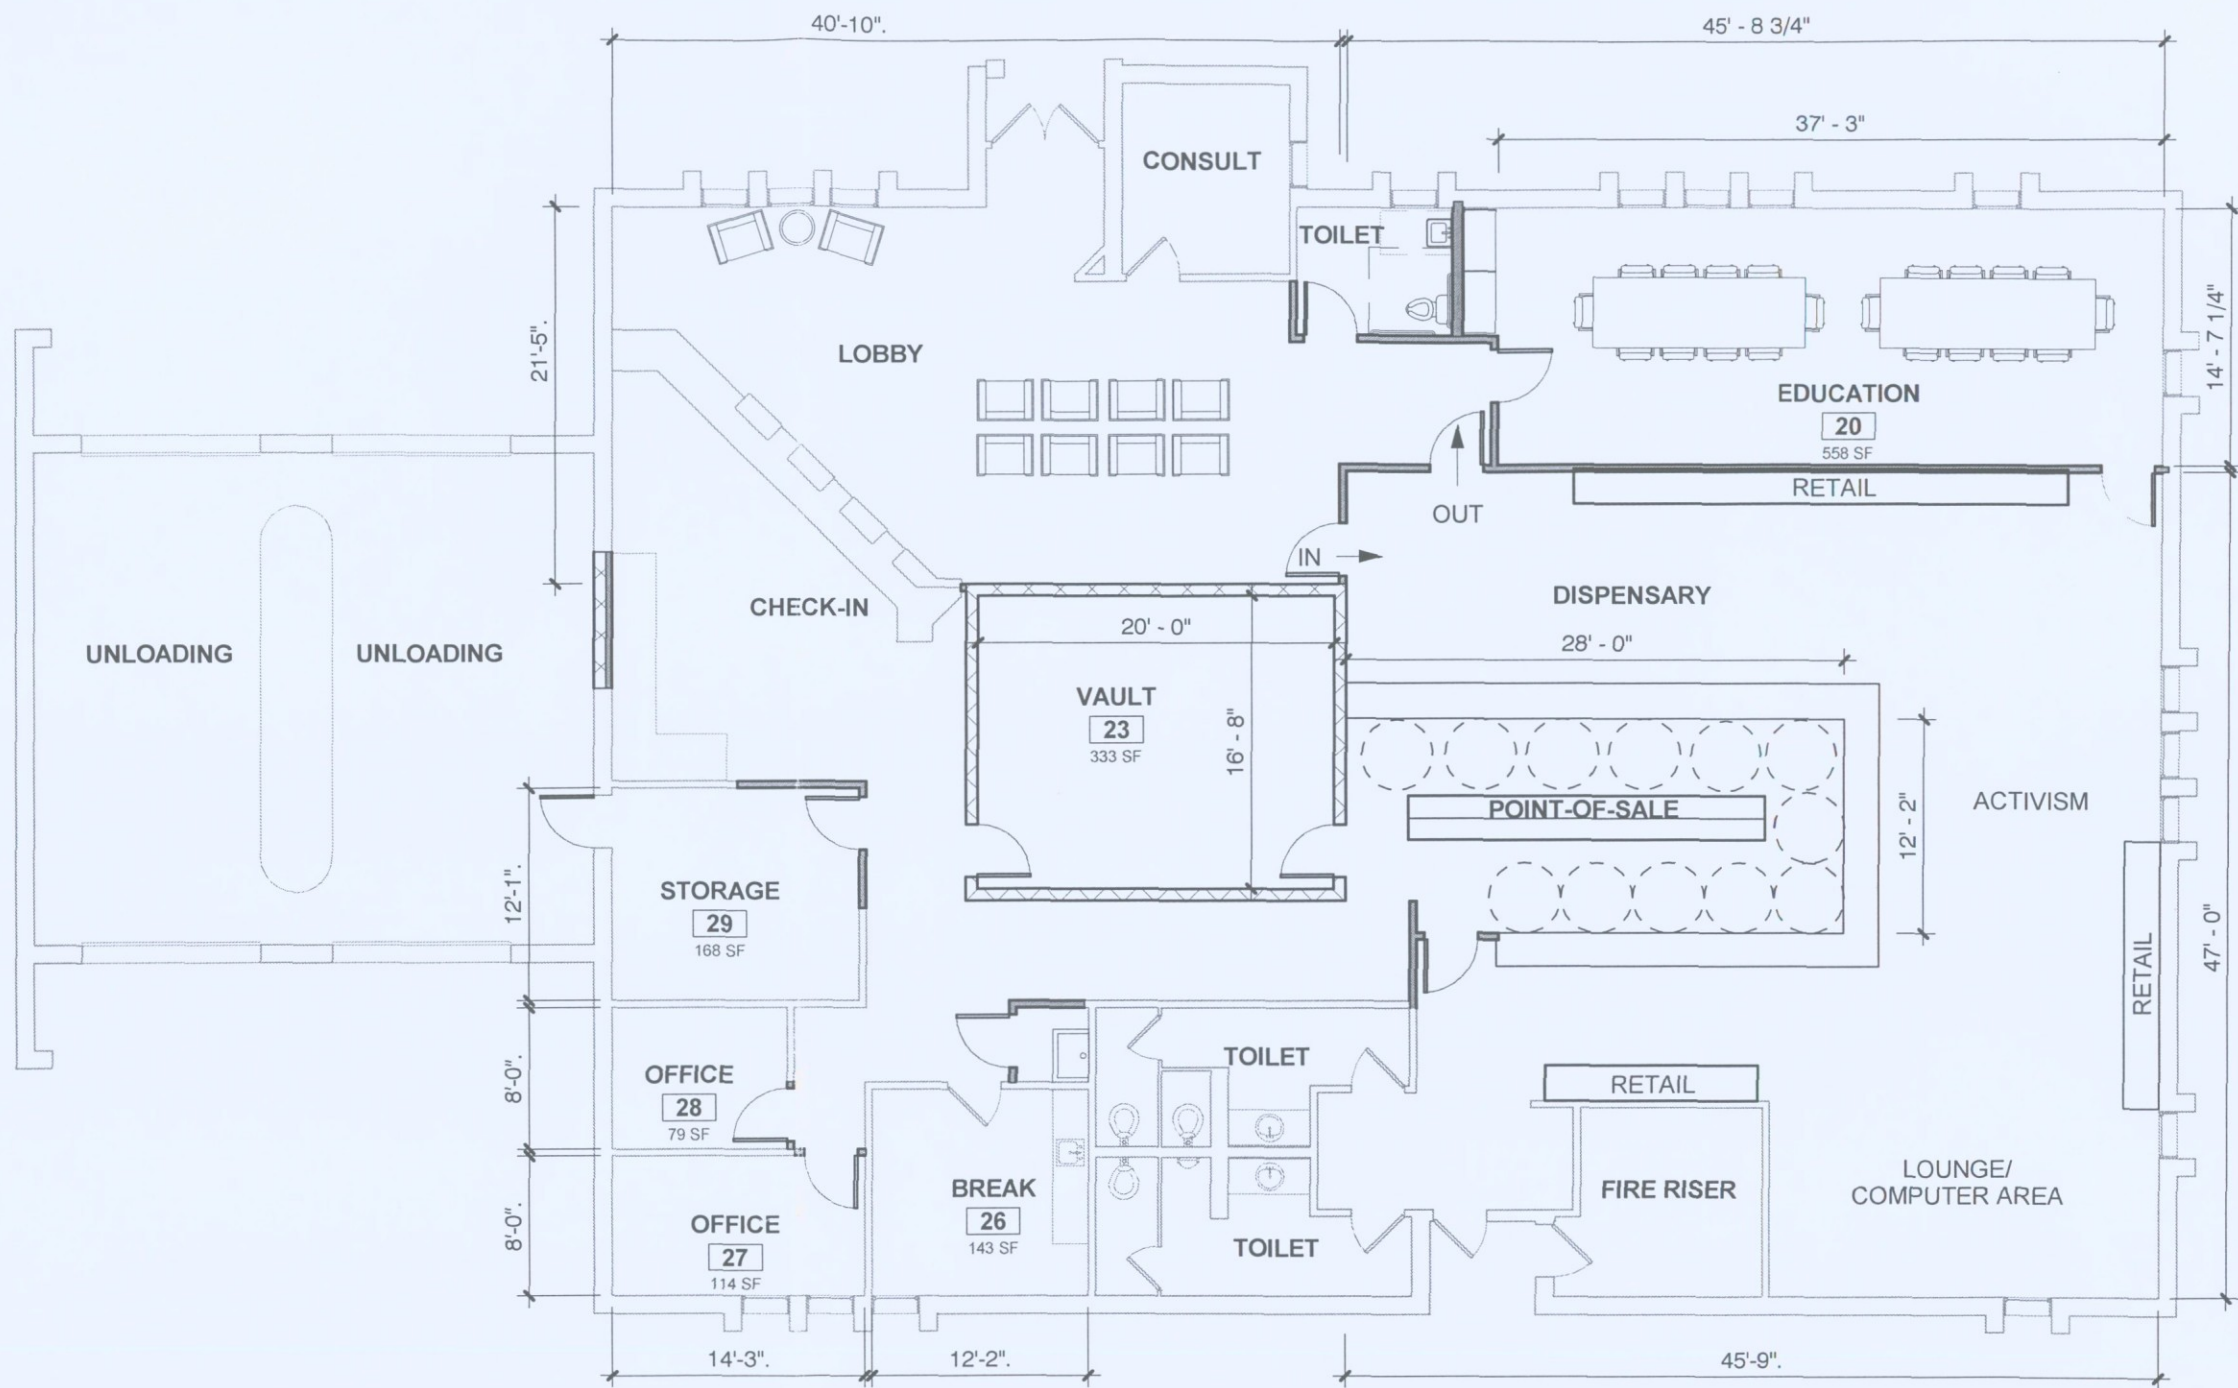 40'-10".
45' - 8 3/4"
37' - 3"
CONSULT
TOILET
21'-5".
14' - 7 1/4"
LOBBY
EDUCATION
20
558 SF
RETAIL
OUT
IN
DISPENSARY
CHECK-IN
20' - 0"
28' - 0"
UNLOADING
UNLOADING
VAULT
23
333 SF
16' - 8"
POINT-OF-SALE
12' - 2"
ACTIVISM
STORAGE
29
168 SF
12'-1".
RETAIL
47' - 0"
OFFICE
28
79 SF
8'-0".
TOILET
RETAIL
BREAK
26
143 SF
FIRE RISER
LOUNGE/
COMPUTER AREA
OFFICE
27
114 SF
8'-0".
TOILET
14'-3".
12'-2".
45'-9".